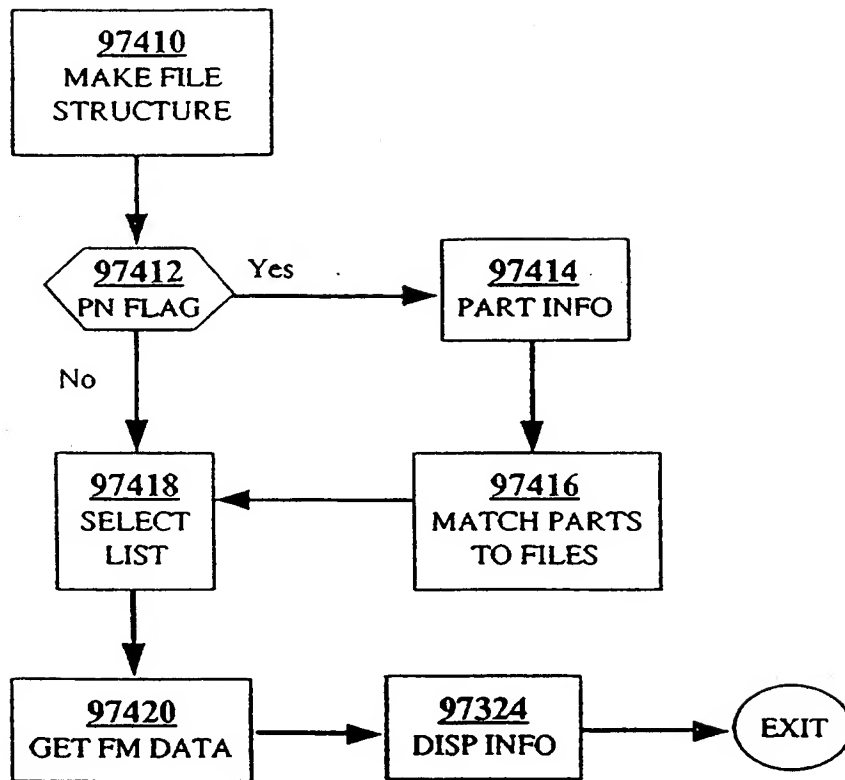 97410
MAKE FILE
STRUCTURE
97412
PN FLAG
Yes
97414
PART INFO
No
97418
SELECT
LIST
97416
MATCH PARTS
TO FILES
97420
GET FM DATA
97324
DISP INFO
EXIT